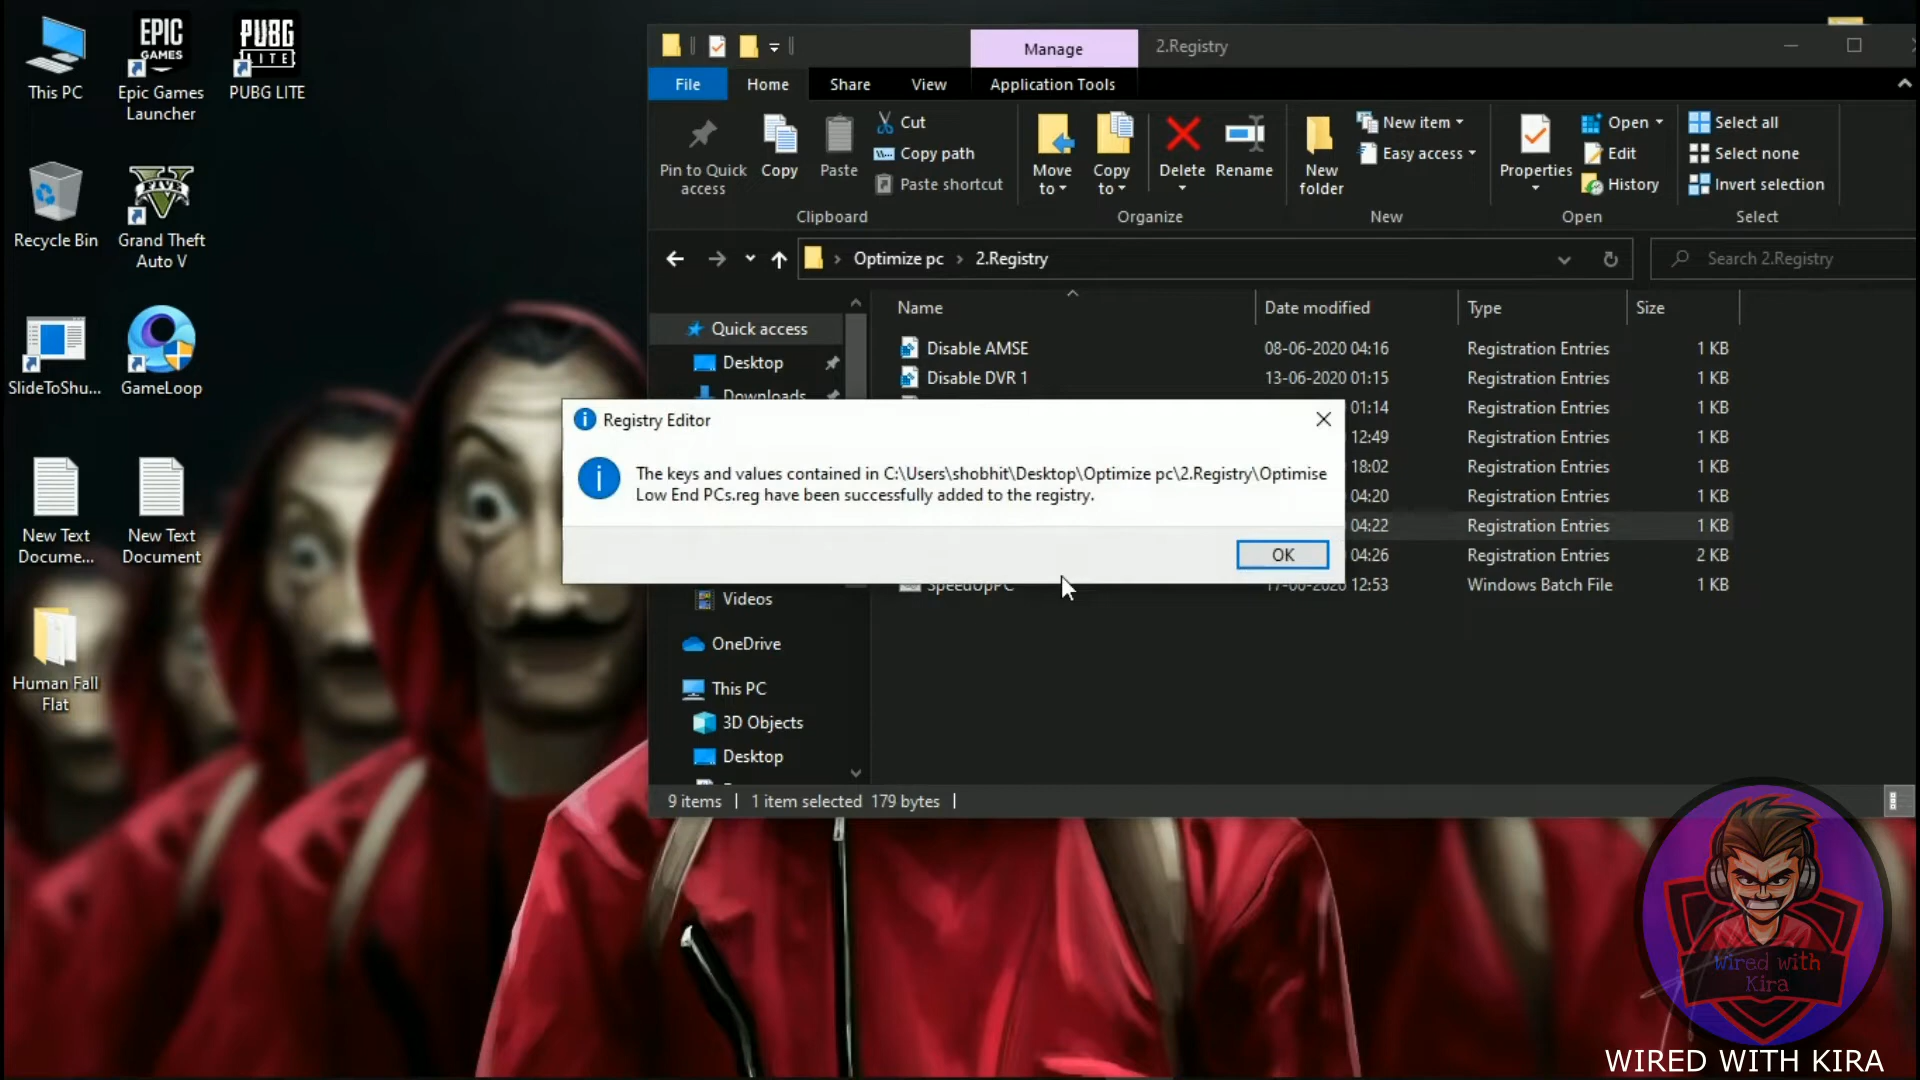 This PC
Epic Games
Launcher
PUBG LITE
Recycle Bin
Grand Theft
Auto V
SlideToShu...
GameLoop
New Text
Docume...
New Text
Document
Human Fall
Flat
EPIC
GAMES
PUBG
LITE
V
FIVE
Manage
2.Registry
File
Home
Share
View
Application Tools
Pin to Quick
access
Copy
Paste
Cut
Copy path
Paste shortcut
Clipboard
Move
to
Copy
to
Delete
Rename
Organize
New
folder
New item
Easy access
New
Properties
Open
Edit
History
Open
Select all
Select none
Invert selection
Select
Optimize pc > 2.Registry
Search 2.Registry
Quick access
Desktop
Downloads
Videos
OneDrive
This PC
3D Objects
Desktop
Name Date modified Type Size
Disable AMSE 08-06-2020 04:16 Registration Entries 1 KB
Disable DVR 1 13-06-2020 01:15 Registration Entries 1 KB
01:14 Registration Entries 1 KB
12:49 Registration Entries 1 KB
18:02 Registration Entries 1 KB
04:20 Registration Entries 1 KB
04:22 Registration Entries 1 KB
04:26 Registration Entries 2 KB
SpeedUpPC 17-06-2020 12:53 Windows Batch File 1 KB
Registry Editor
The keys and values contained in C:\Users\shobhit\Desktop\Optimize pc\2.Registry\Optimise
Low End PCs.reg have been successfully added to the registry.
OK
9 items | 1 item selected 179 bytes |
Wired with
Kira
WIRED WITH KIRA